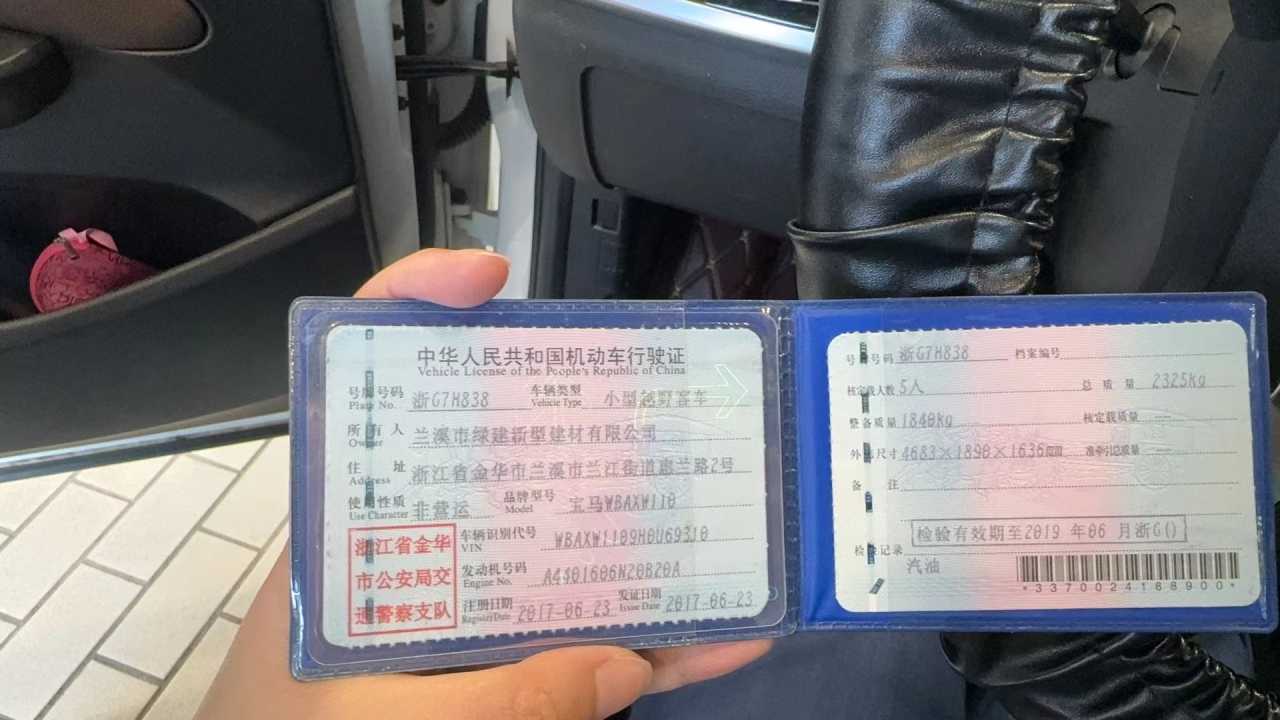 中华人民共和国机动车行驶证
Vehicle License of the People's Republic of China
号牌号码 浙G7H838 车辆类型 小型越野客车
Plate No. Vehicle Type
所有人 兰溪市绿建新型建材有限公司
Owner
住址 浙江省金华市兰溪市兰江街道惠兰路2号
Address
使用性质 非营运 品牌型号 宝马WBAXW110
Use Character Model
浙江省金华
市公安局交
通警察支队
车辆识别代号 WBAXW1109H0U69310
VIN
发动机号码 A4401606N20B20A
Engine No.
注册日期 2017-06-23 发证日期 2017-06-23
Register Date Issue Date
号牌号码 浙G7H838 档案编号
核定载人数 5人 总质量 2325kg
整备质量 1840kg 核定载质量
外廓尺寸 4683×1898×1636mm 准牵引总质量
备注
检验有效期至2019年06月浙G()
检验记录
汽油
*3370024188900*